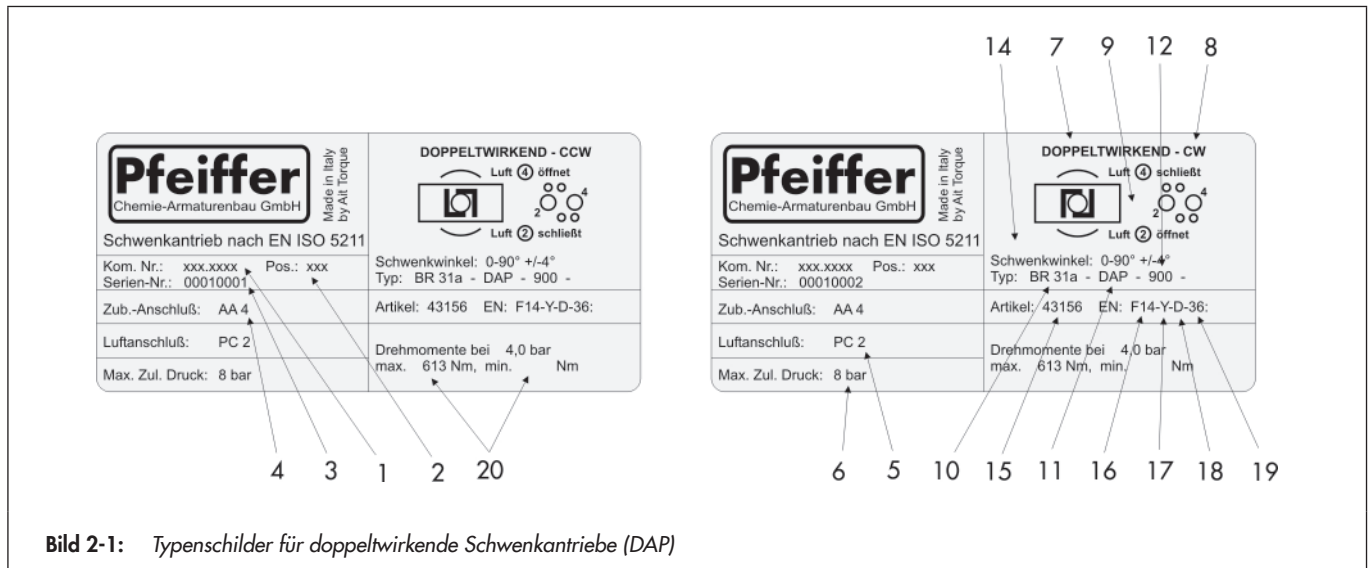 14 7 9 12 8
Pfeiffer
Chemie-Armaturenbau GmbH
Made in Italy
by Ait Torque
Schwenkantrieb nach EN ISO 5211
Kom. Nr.: xxx.xxxx Pos.: xxx
Serien-Nr.: 00010001
Zub.-Anschluß: AA 4
Luftanschluß: PC 2
Max. Zul. Druck: 8 bar
DOPPELTWIRKEND - CCW
Luft 4 öffnet
2 4
Luft 2 schließt
Schwenkwinkel: 0-90° +/-4°
Typ: BR 31a - DAP - 900 -
Artikel: 43156 EN: F14-Y-D-36:
Drehmomente bei 4,0 bar
max. 613 Nm, min. Nm
4 3 1 2 20
Pfeiffer
Chemie-Armaturenbau GmbH
Made in Italy
by Ait Torque
Schwenkantrieb nach EN ISO 5211
Kom. Nr.: xxx.xxxx Pos.: xxx
Serien-Nr.: 00010002
Zub.-Anschluß: AA 4
Luftanschluß: PC 2
Max. Zul. Druck: 8 bar
DOPPELTWIRKEND - CW
Luft 4 schließt
2 4
Luft 2 öffnet
Schwenkwinkel: 0-90° +/-4°
Typ: BR 31a - DAP - 900 -
Artikel: 43156 EN: F14-Y-D-36:
Drehmomente bei 4,0 bar
max. 613 Nm, min. Nm
6 5 10 15 11 16 17 18 19
Bild 2-1: Typenschilder für doppeltwirkende Schwenkantriebe (DAP)